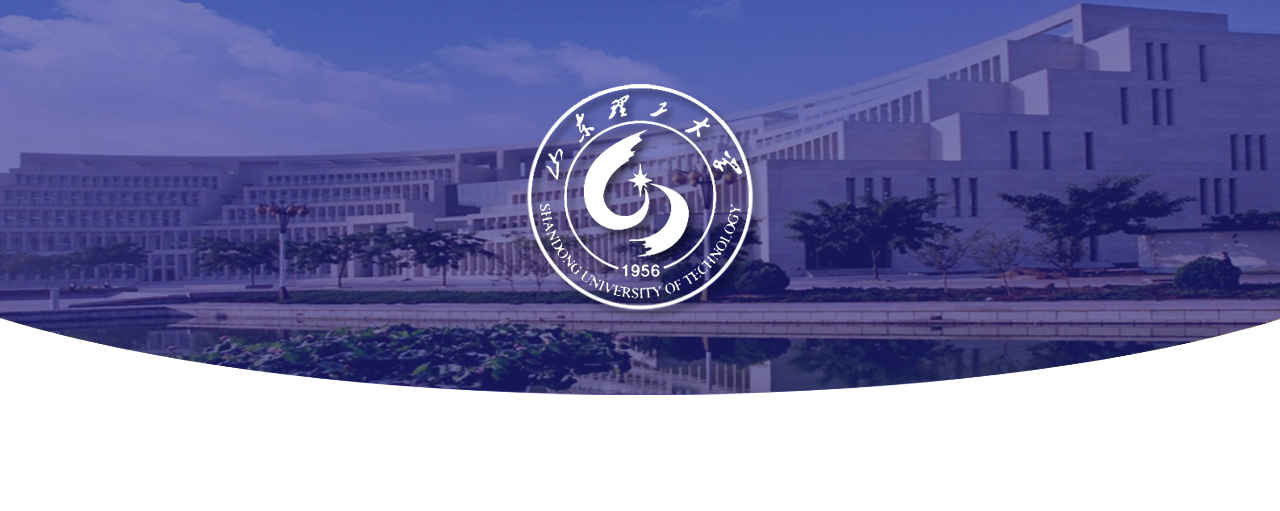 山东理工大学
SHANDONG UNIVERSITY OF TECHNOLOGY
1956